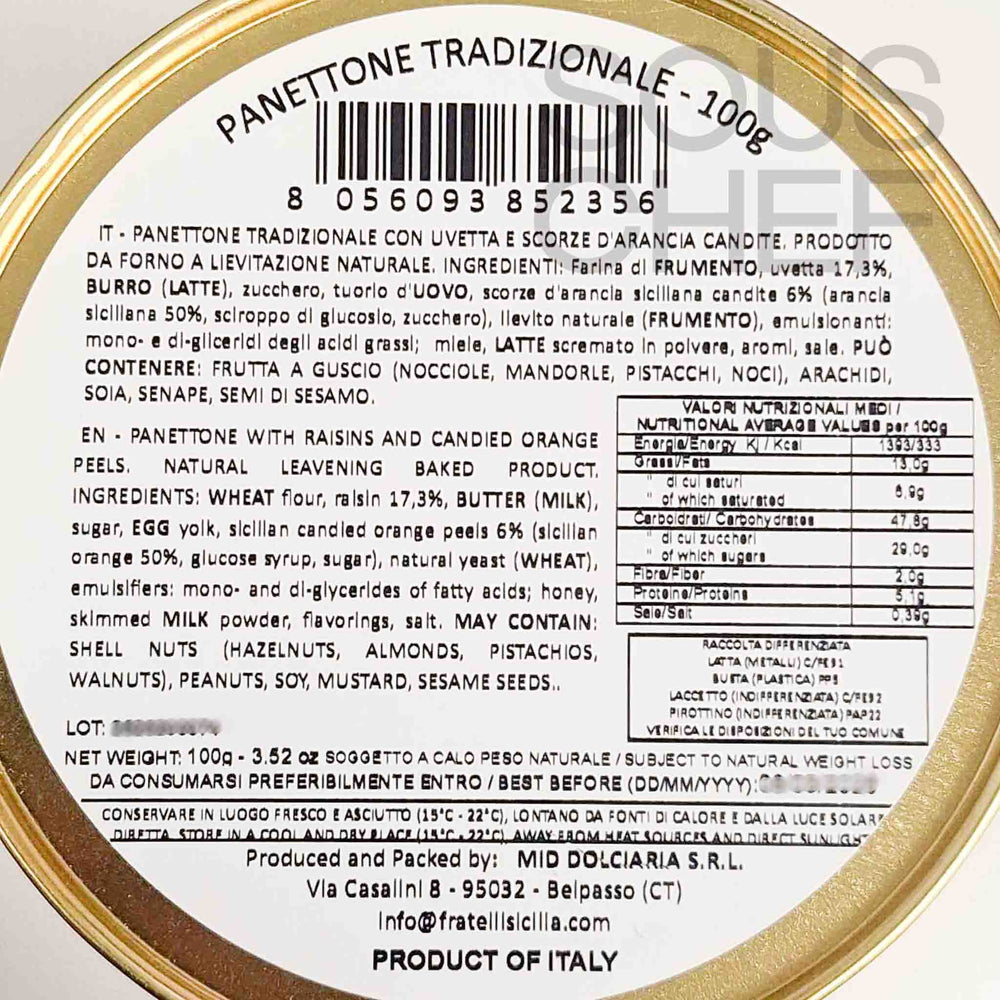 SOUS
CHEF
PANETTONE TRADIZIONALE - 100g
8 056093 852356
IT - PANETTONE TRADIZIONALE CON UVETTA E SCORZE D'ARANCIA CANDITE. PRODOTTO
DA FORNO A LIEVITAZIONE NATURALE. INGREDIENTI: Farina di FRUMENTO, uvetta 17,3%,
BURRO (LATTE), zucchero, tuorlo d'UOVO, scorze d'arancia siciliana candite 6% (arancia
siciliana 50%, sciroppo di glucosio, zucchero), lievito naturale (FRUMENTO), emulsionanti:
mono- e di-gliceridi degli acidi grassi; miele, LATTE scremato in polvere, aromi, sale. PUÒ
CONTENERE: FRUTTA A GUSCIO (NOCCIOLE, MANDORLE, PISTACCHI, NOCI), ARACHIDI,
SOIA, SENAPE, SEMI DI SESAMO.
EN - PANETTONE WITH RAISINS AND CANDIED ORANGE
PEELS. NATURAL LEAVENING BAKED PRODUCT.
INGREDIENTS: WHEAT flour, raisin 17,3%, BUTTER (MILK),
sugar, EGG yolk, sicilian candied orange peels 6% (sicilian
orange 50%, glucose syrup, sugar), natural yeast (WHEAT),
emulsifiers: mono- and di-glycerides of fatty acids; honey,
skimmed MILK powder, flavorings, salt. MAY CONTAIN:
SHELL NUTS (HAZELNUTS, ALMONDS, PISTACHIOS,
WALNUTS), PEANUTS, SOY, MUSTARD, SESAME SEEDS..
VALORI NUTRIZIONALI MEDI /
NUTRITIONAL AVERAGE VALUES per 100g
Energia/Energy Kj / Kcal 1393/333
Grassi/Fats 13,0g
" di cui saturi
" of which saturated 6,9g
Carboidrati/ Carbohydrates 47,8g
" di cui zuccheri
" of which sugars 29,0g
Fibre/Fiber 2,0g
Proteine/Proteins 5,1g
Sale/Salt 0,39g
RACCOLTA DIFFERENZIATA
LATTA (METALLI) C/FE91
BUSTA (PLASTICA) PP5
LACCETTO (INDIFFERENZIATA) C/FE92
PIROTTINO (INDIFFERENZIATA) PAP22
VERIFICA LE DISPOSIZIONI DEL TUO COMUNE
LOT:
NET WEIGHT: 100g - 3.52 oz SOGGETTO A CALO PESO NATURALE / SUBJECT TO NATURAL WEIGHT LOSS
DA CONSUMARSI PREFERIBILMENTE ENTRO / BEST BEFORE (DD/MM/YYYY):
CONSERVARE IN LUOGO FRESCO E ASCIUTTO (15°C - 22°C), LONTANO DA FONTI DI CALORE E DALLA LUCE SOLARE
DIRETTA. STORE IN A COOL AND DRY PLACE (15°C - 22°C), AWAY FROM HEAT SOURCES AND DIRECT SUNLIGHT
Produced and Packed by: MID DOLCIARIA S.R.L.
Via Casalini 8 - 95032 - Belpasso (CT)
info@fratellisicilia.com
PRODUCT OF ITALY